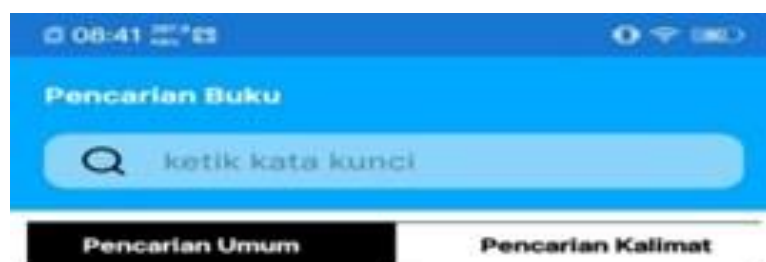 08:41
Pencarian Buku
ketik kata kunci
Pencarian Umum Pencarian Kalimat